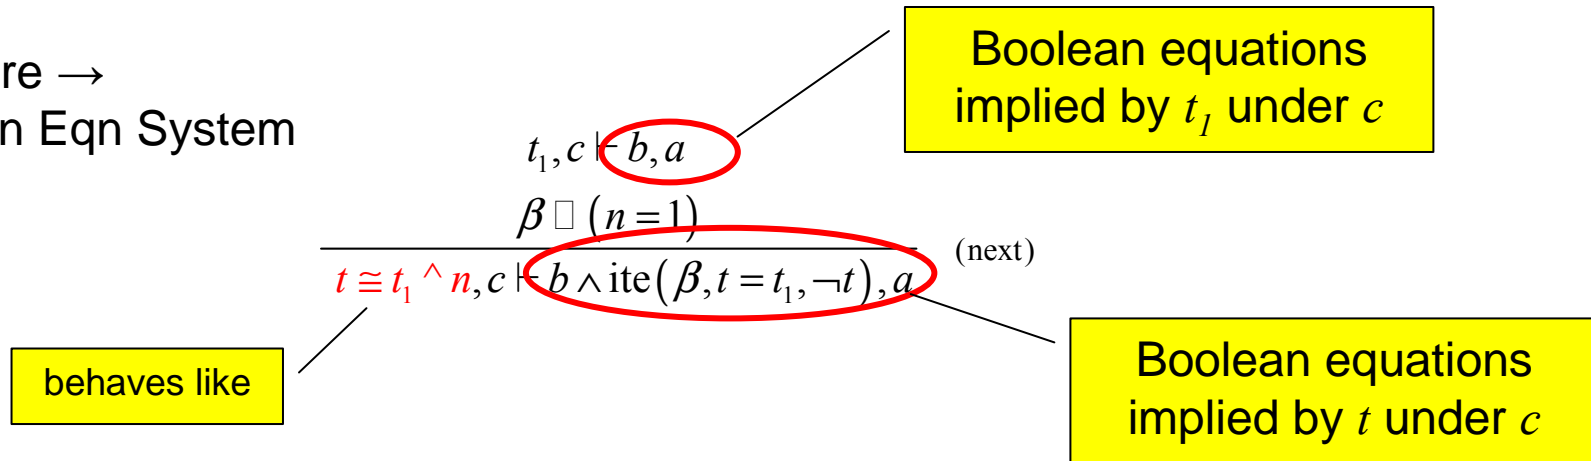 re →
n Eqn System
Boolean equations
implied by t₁ under c
t₁, c ⊢ b, a
β □ (n = 1)
(next)
t ≅ t₁ ^ n, c ⊢ b ∧ ite(β, t = t₁, ¬t), a
behaves like
Boolean equations
implied by t under c